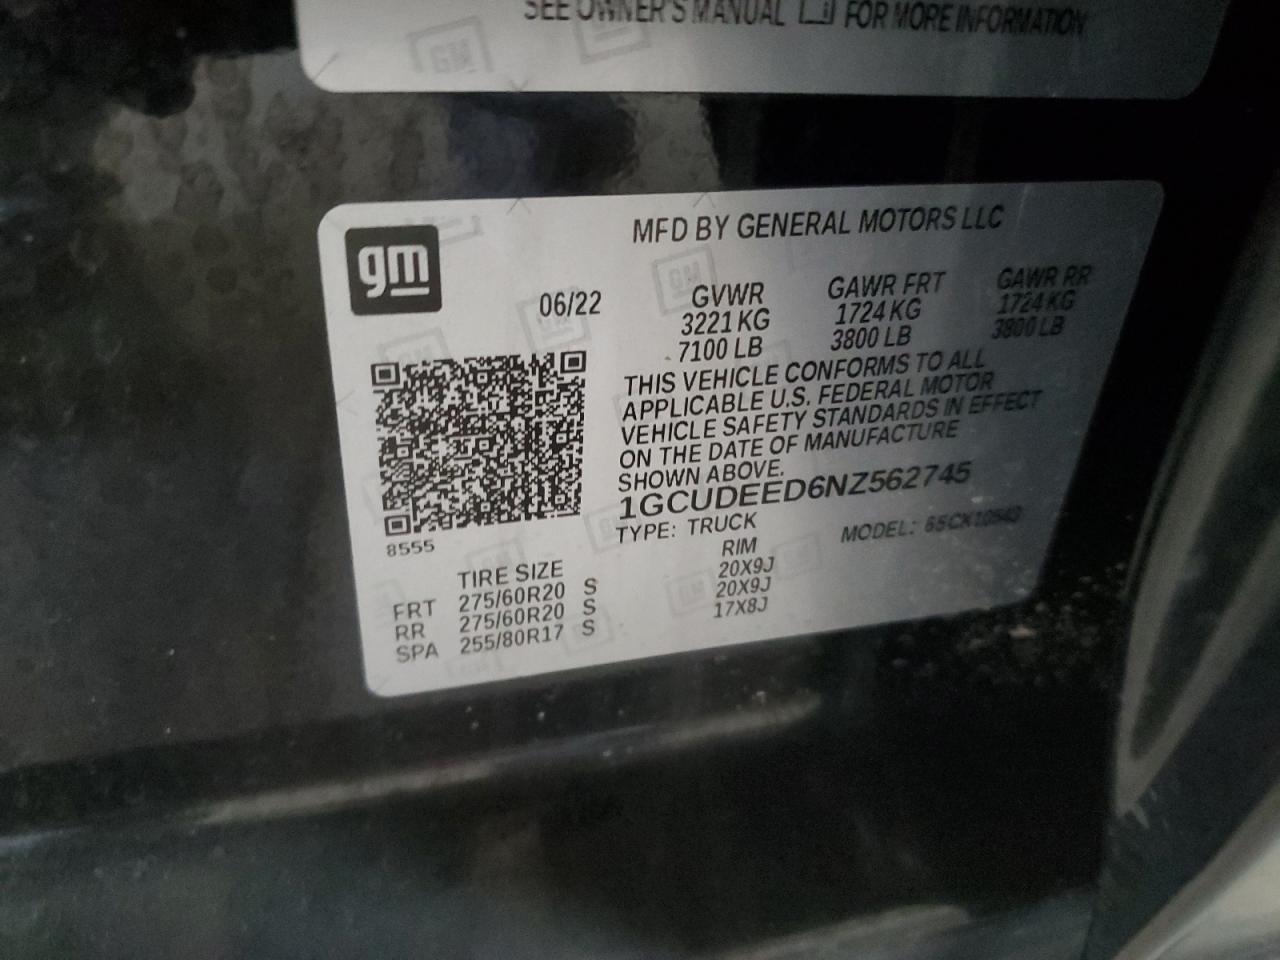 SEE OWNER'S MANUAL FOR MORE INFORMATION
gm
MFD BY GENERAL MOTORS LLC
06/22
GVWR GAWR FRT GAWR RR
3221 KG 1724 KG 1724 KG
7100 LB 3800 LB 3800 LB
THIS VEHICLE CONFORMS TO ALL
APPLICABLE U.S. FEDERAL MOTOR
VEHICLE SAFETY STANDARDS IN EFFECT
ON THE DATE OF MANUFACTURE
SHOWN ABOVE.
1GCUDEED6NZ562745
TYPE: TRUCK MODEL:
8555
TIRE SIZE RIM
FRT 275/60R20 S 20X9J
RR 275/60R20 S 20X9J
SPA 255/80R17 S 17X8J